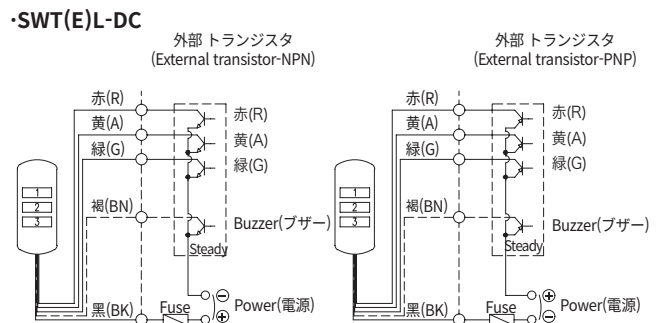 ·SWT(E)L-DC
外部 トランジスタ
(External transistor-NPN)
赤(R)
赤(R)
黄(A)
黄(A)
緑(G)
緑(G)
1
2
3
褐(BN)
Buzzer(ブザー)
Steady
⊖
Power(電源)
黒(BK)
Fuse
⊕
外部 トランジスタ
(External transistor-PNP)
赤(R)
赤(R)
黄(A)
黄(A)
緑(G)
緑(G)
1
2
3
褐(BN)
Buzzer(ブザー)
Steady
⊕
Power(電源)
黒(BK)
Fuse
⊖